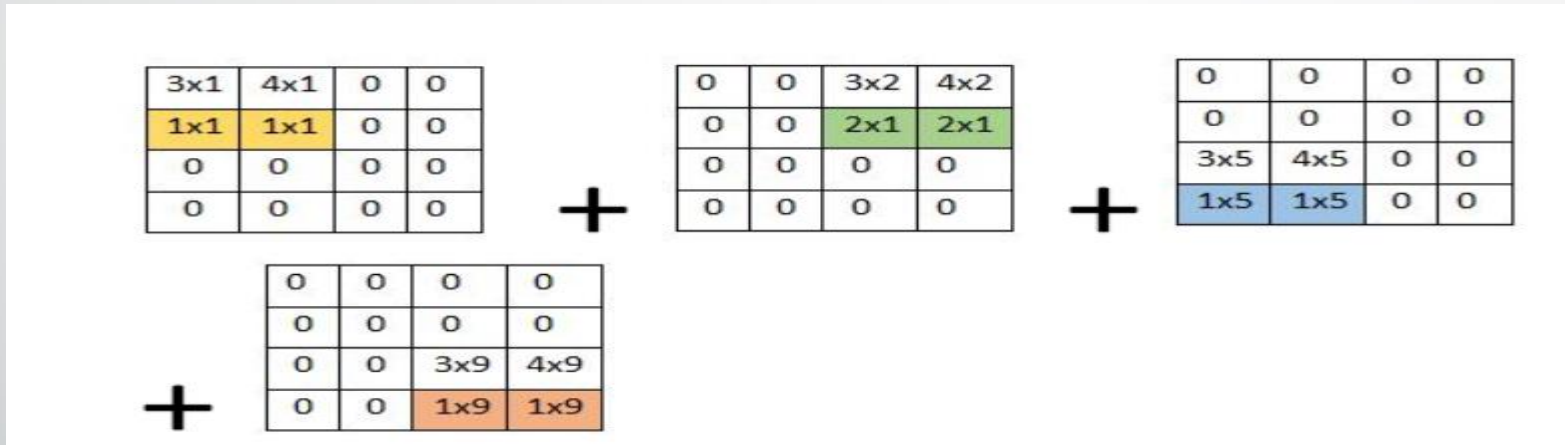 3x1 4x1 0 0
1x1 1x1 0 0
0 0 0 0
0 0 0 0
+
0 0 3x2 4x2
0 0 2x1 2x1
0 0 0 0
0 0 0 0
+
0 0 0 0
0 0 0 0
3x5 4x5 0 0
1x5 1x5 0 0
+
0 0 0 0
0 0 0 0
0 0 3x9 4x9
0 0 1x9 1x9